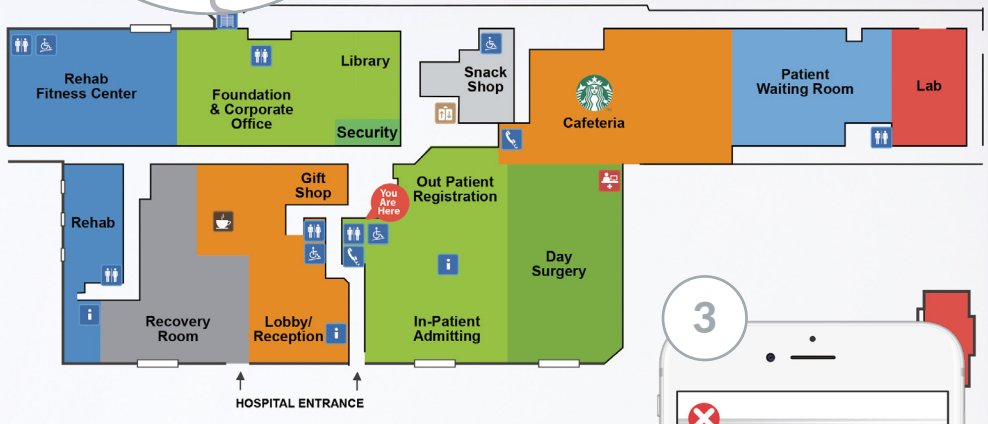 Rehab
Fitness Center
Foundation
& Corporate
Office
Library
Security
Snack
Shop
Cafeteria
Patient
Waiting Room
Lab
Rehab
Gift
Shop
You
Are
Here
Out Patient
Registration
Day
Surgery
Recovery
Room
Lobby/
Reception
i
i
i
In-Patient
Admitting
HOSPITAL ENTRANCE
3